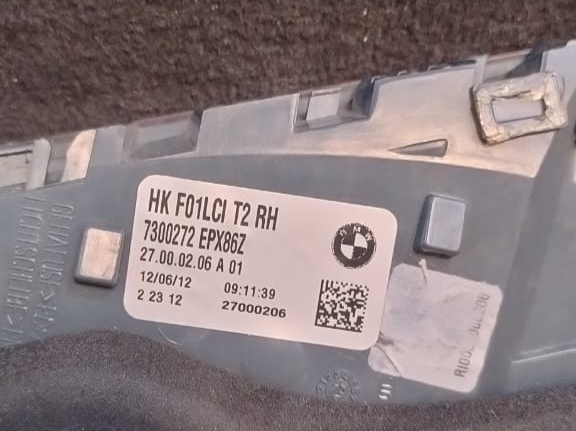 HK F01LCI T2 RH
7300272 EPX86Z
27.00.02.06 A 01
12/06/12 09:11:39
2 23 12 27000206
BMW